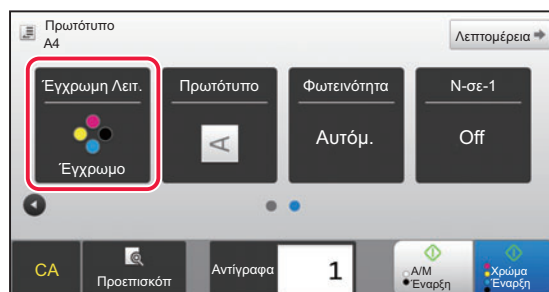 Πρωτότυπο
A4
Λεπτομέρεια
Έγχρωμη Λειτ.
Έγχρωμο
Πρωτότυπο
A
Φωτεινότητα
Αυτόμ.
N-σε-1
Off
CA
Προεπισκόπ
Αντίγραφα
1
Α/Μ
Έναρξη
Χρώμα
Έναρξη